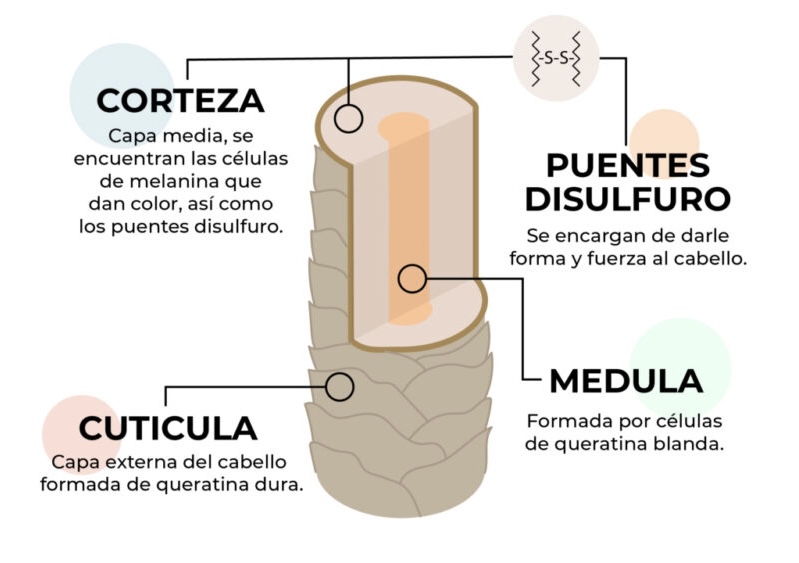 CORTEZA
Capa media, se
encuentran las células
de melanina que
dan color, así como
los puentes disulfuro.
-S-S-
PUENTES
DISULFURO
Se encargan de darle
forma y fuerza al cabello.
MEDULA
Formada por células
de queratina blanda.
CUTICULA
Capa externa del cabello
formada de queratina dura.